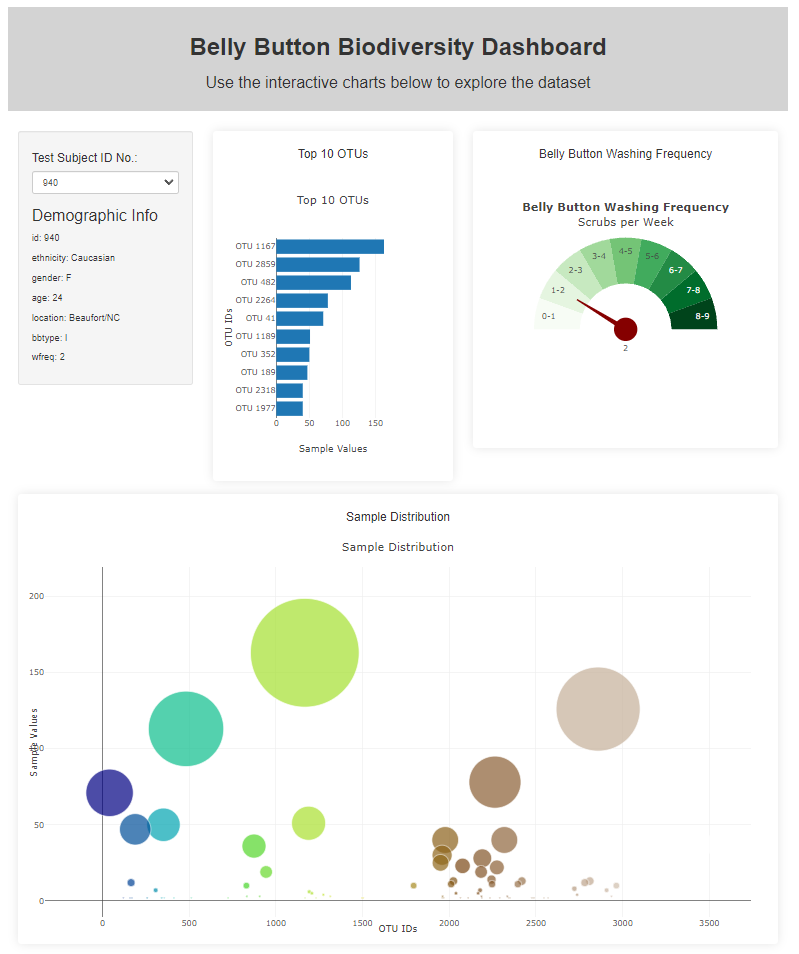 Belly Button Biodiversity Dashboard
Use the interactive charts below to explore the dataset
Test Subject ID No.:
940
Demographic Info
id: 940
ethnicity: Caucasian
gender: F
age: 24
location: Beaufort/NC
bbtype: I
wfreq: 2
Top 10 OTUs
Top 10 OTUs
OTU IDs
OTU 1167
OTU 2859
OTU 482
OTU 2264
OTU 41
OTU 1189
OTU 352
OTU 189
OTU 2318
OTU 1977
0 50 100 150
Sample Values
Belly Button Washing Frequency
Belly Button Washing Frequency
Scrubs per Week
0-1
1-2
2-3
3-4
4-5
5-6
6-7
7-8
8-9
2
Sample Distribution
Sample Distribution
Sample Values
200
150
100
50
0
0 500 1000 1500 2000 2500 3000 3500
OTU IDs